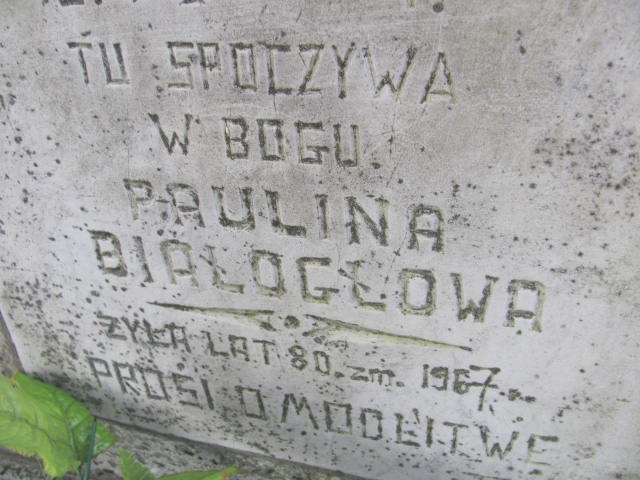 TU SPOCZYWA
W BOGU.
PAULINA
BIAŁOGŁOWA
ŻYŁA LAT 80. zm. 1967 r.
PROSI O MODLITWĘ